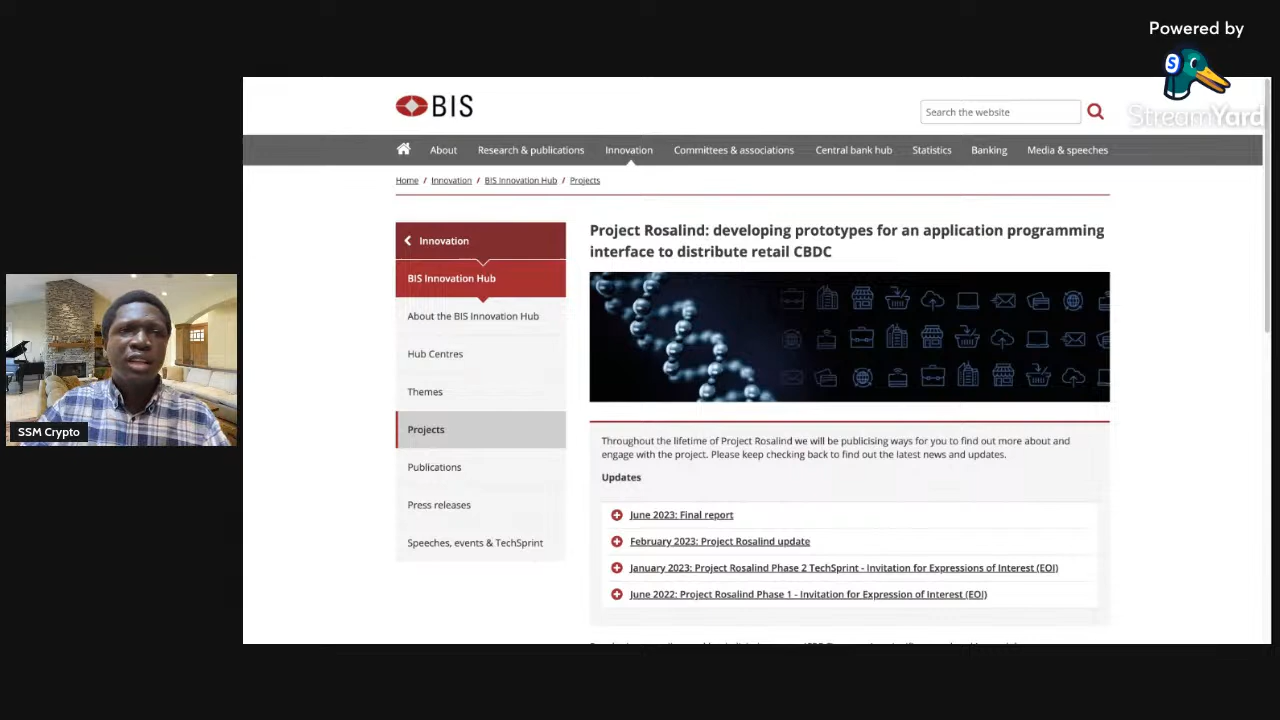 Powered by
StreamYard
BIS
Search the website
About
Research & publications
Innovation
Committees & associations
Central bank hub
Statistics
Banking
Media & speeches
Home / Innovation / BIS Innovation Hub / Projects
Innovation
BIS Innovation Hub
About the BIS Innovation Hub
Hub Centres
Themes
Projects
Publications
Press releases
Speeches, events & TechSprint
Project Rosalind: developing prototypes for an application programming
interface to distribute retail CBDC
Throughout the lifetime of Project Rosalind we will be publicising ways for you to find out more about and
engage with the project. Please keep checking back to find out the latest news and updates.
Updates
June 2023: Final report
February 2023: Project Rosalind update
January 2023: Project Rosalind Phase 2 TechSprint - Invitation for Expressions of Interest (EOI)
June 2022: Project Rosalind Phase 1 - Invitation for Expression of Interest (EOI)
SSM Crypto